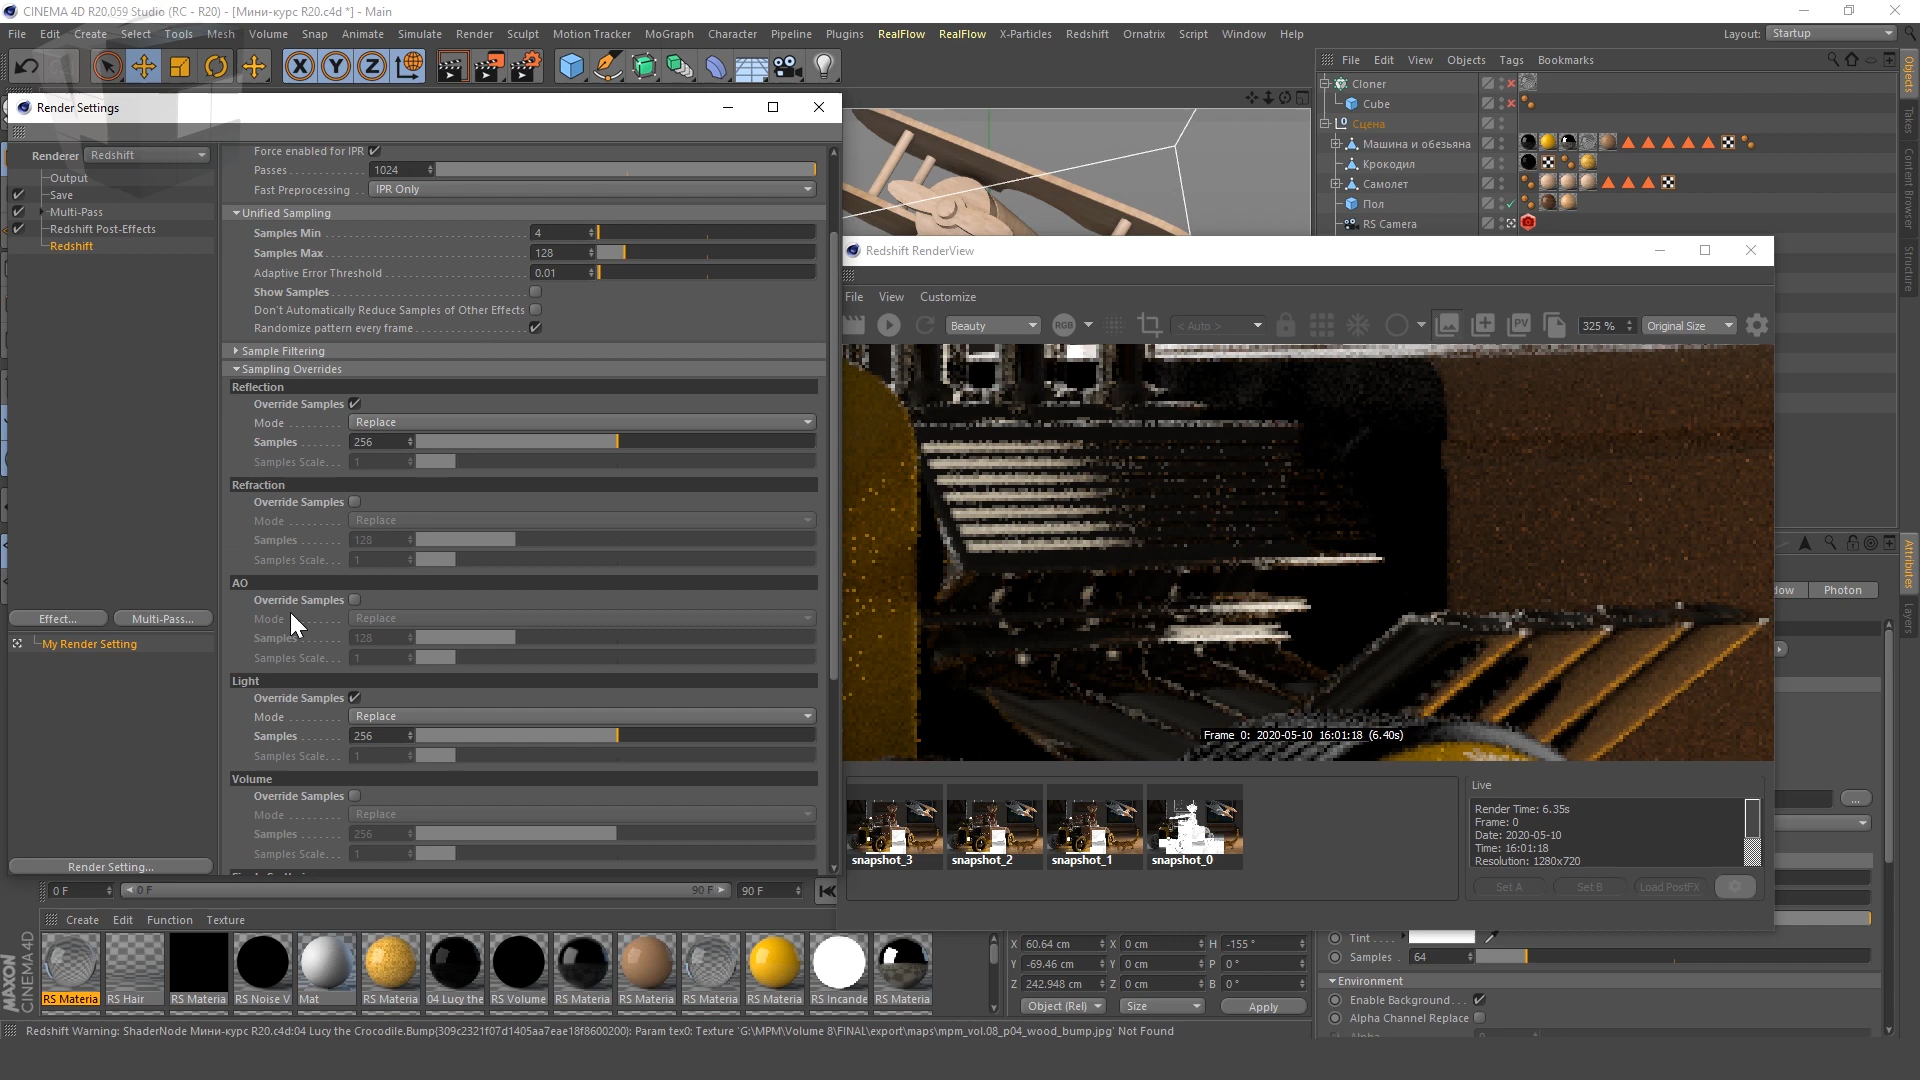 CINEMA 4D R20.059 Studio (RC - R20) - [Мини-курс R20.c4d *] - Main
File Edit Create Select Tools Mesh Volume Snap Animate Simulate Render Sculpt Motion Tracker MoGraph Character Pipeline Plugins RealFlow RealFlow X-Particles Redshift Ornatrix Script Window Help
Layout: Startup
File Edit View Objects Tags Bookmarks
Cloner
Cube
Сцена
Машина и обезьяна
Крокодил
Самолет
Пол
RS Camera
Objects
Takes
Content Browser
Structure
Render Settings
Renderer Redshift
Output
Save
Multi-Pass
Redshift Post-Effects
Redshift
Effect...
Multi-Pass...
My Render Setting
Render Setting...
Force enabled for IPR
Passes 1024
Fast Preprocessing IPR Only
Unified Sampling
Samples Min 4
Samples Max 128
Adaptive Error Threshold 0.01
Show Samples
Don't Automatically Reduce Samples of Other Effects
Randomize pattern every frame
Sample Filtering
Sampling Overrides
Reflection
Override Samples
Mode Replace
Samples 256
Samples Scale... 1
Refraction
Override Samples
Mode Replace
Samples 128
Samples Scale... 1
AO
Override Samples
Mode Replace
Samples 128
Samples Scale... 1
Light
Override Samples
Mode Replace
Samples 256
Samples Scale... 1
Volume
Override Samples
Mode Replace
Samples 256
Samples Scale... 1
Redshift RenderView
File View Customize
Beauty
RGB
< Auto >
PV
325 %
Original Size
Frame 0: 2020-05-10 16:01:18 (6.40s)
snapshot_3
snapshot_2
snapshot_1
snapshot_0
Live
Render Time: 6.35s
Frame: 0
Date: 2020-05-10
Time: 16:01:18
Resolution: 1280x720
Set A
Set B
Load PostFX
Photon
Attributes
Layers
0 F
0 F
90 F
90 F
Create Edit Function Texture
RS Materia
RS Hair
RS Materia
RS Noise V
Mat
RS Materia
04 Lucy the
RS Volume
RS Materia
RS Materia
RS Materia
RS Materia
RS Incande
RS Materia
X 60.64 cm X 0 cm H -155 °
Y -69.46 cm Y 0 cm P 0 °
Z 242.948 cm Z 0 cm B 0 °
Object (Rel)
Size
Apply
Tint
Samples 64
Environment
Enable Background
Alpha Channel Replace
MAXON
CINEMA 4D
Redshift Warning: ShaderNode Мини-курс R20.c4d:04 Lucy the Crocodile.Bump(309c2321f07d1405aa7eae18f8600200): Param tex0: Texture 'G:\MPM\Volume 8\FINAL\export\maps\mpm_vol.08_p04_wood_bump.jpg' Not Found